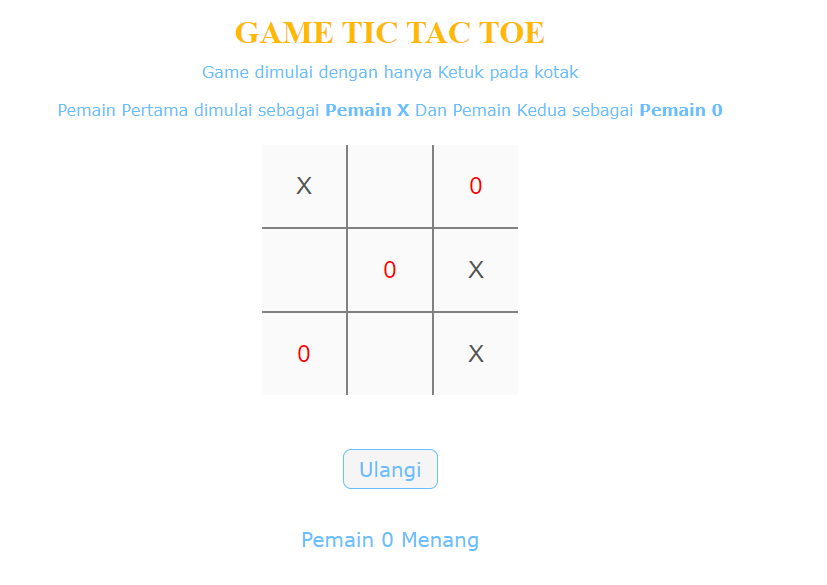 GAME TIC TAC TOE
Game dimulai dengan hanya Ketuk pada kotak
Pemain Pertama dimulai sebagai Pemain X Dan Pemain Kedua sebagai Pemain 0
X 0
0 X
0 X
Ulangi
Pemain 0 Menang